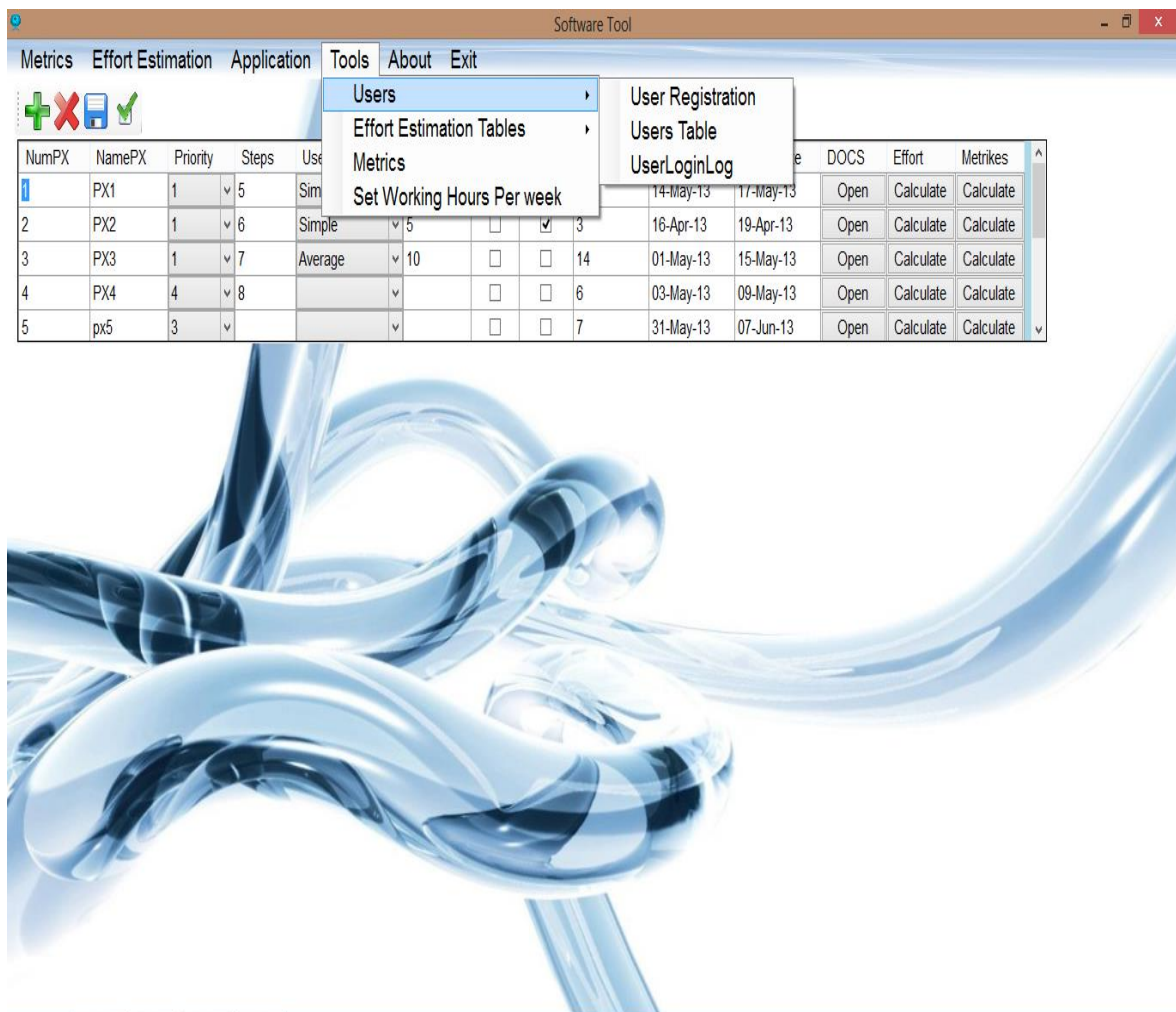 Software Tool
Metrics Effort Estimation Application Tools About Exit
Users User Registration
Effort Estimation Tables Users Table
Metrics UserLoginLog
Set Working Hours Per week
NumPX NamePX Priority Steps DOCS Effort Metrikes
1 PX1 1 5 14-May-13 17-May-13 Open Calculate Calculate
2 PX2 1 6 Simple 5 3 16-Apr-13 19-Apr-13 Open Calculate Calculate
3 PX3 1 7 Average 10 14 01-May-13 15-May-13 Open Calculate Calculate
4 PX4 4 8 6 03-May-13 09-May-13 Open Calculate Calculate
5 px5 3 7 31-May-13 07-Jun-13 Open Calculate Calculate